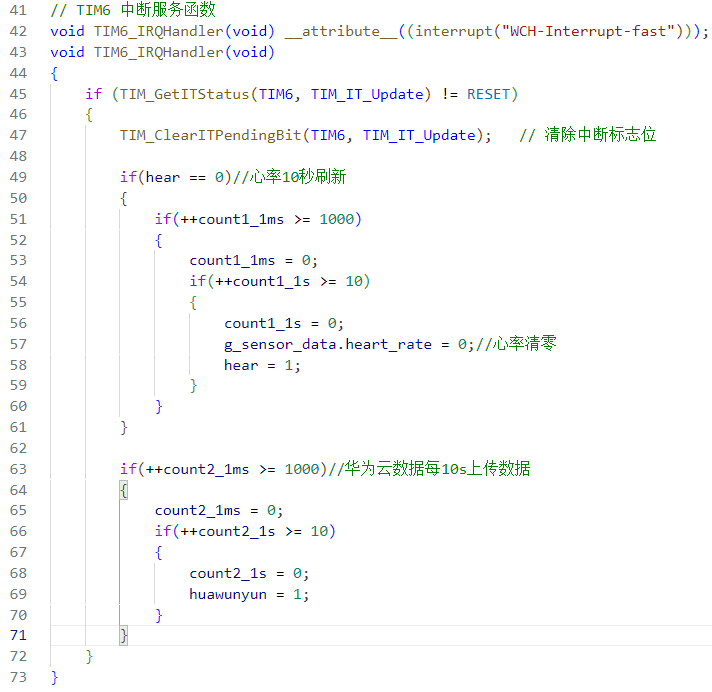 41 // TIM6 中断服务函数
42 void TIM6_IRQHandler(void) __attribute__((interrupt("WCH-Interrupt-fast")));
43 void TIM6_IRQHandler(void)
44 {
45     if (TIM_GetITStatus(TIM6, TIM_IT_Update) != RESET)
46     {
47         TIM_ClearITPendingBit(TIM6, TIM_IT_Update);   // 清除中断标志位
48
49         if(hear == 0)//心率10秒刷新
50         {
51             if(++count1_1ms >= 1000)
52             {
53                 count1_1ms = 0;
54                 if(++count1_1s >= 10)
55                 {
56                     count1_1s = 0;
57                     g_sensor_data.heart_rate = 0;//心率清零
58                     hear = 1;
59                 }
60             }
61         }
62
63         if(++count2_1ms >= 1000)//华为云数据每10s上传数据
64         {
65             count2_1ms = 0;
66             if(++count2_1s >= 10)
67             {
68                 count2_1s = 0;
69                 huawunyun = 1;
70             }
71         }
72     }
73 }